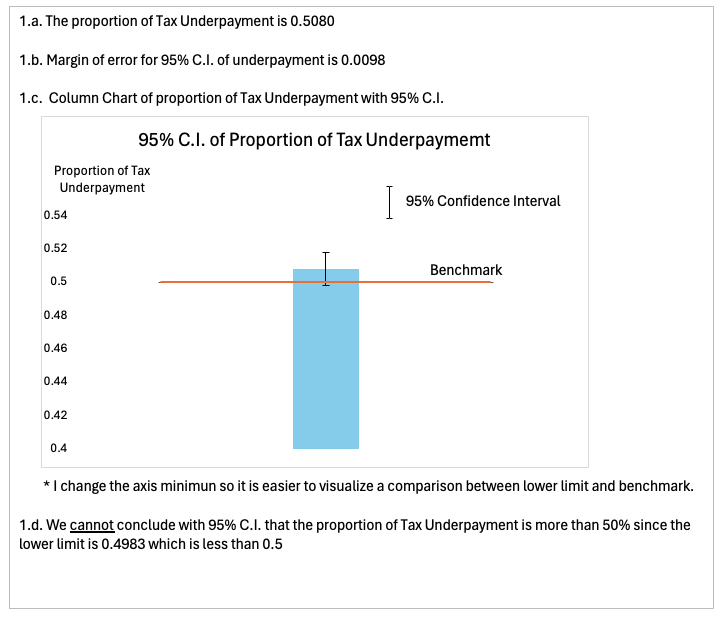 1.a. The proportion of Tax Underpayment is 0.5080
1.b. Margin of error for 95% C.I. of underpayment is 0.0098
1.c.  Column Chart of proportion of Tax Underpayment with 95% C.I.
95% C.I. of Proportion of Tax Underpaymemt
Proportion of Tax
Underpayment
95% Confidence Interval
0.54
0.52
Benchmark
0.5
0.48
0.46
0.44
0.42
0.4
* I change the axis minimun so it is easier to visualize a comparison between lower limit and benchmark.
1.d. We cannot conclude with 95% C.I. that the proportion of Tax Underpayment is more than 50% since the
lower limit is 0.4983 which is less than 0.5